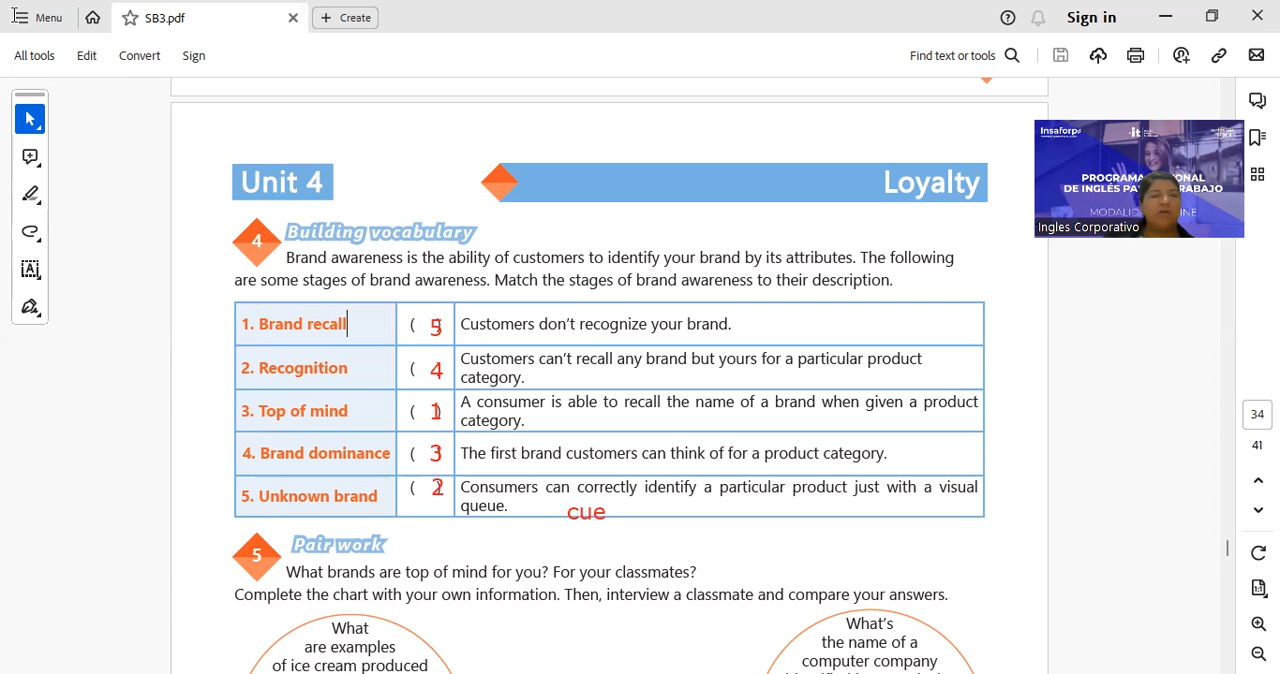 Menu
SB3.pdf
Create
Sign in
All tools
Edit
Convert
Sign
Find text or tools
Insaforp
it
PROGRAMA NACIONAL
DE INGLÉS PA TRABAJO
MODALID INE
Ingles Corporativo
Unit 4
Loyalty
4
Building vocabulary
Brand awareness is the ability of customers to identify your brand by its attributes. The following
are some stages of brand awareness. Match the stages of brand awareness to their description.
1. Brand recall ( 5 ) Customers don't recognize your brand.
2. Recognition ( 4 Customers can't recall any brand but yours for a particular product
category.
3. Top of mind ( 1 ) A consumer is able to recall the name of a brand when given a product
category.
4. Brand dominance ( 3 The first brand customers can think of for a product category.
5. Unknown brand ( 2 Consumers can correctly identify a particular product just with a visual
queue.
cue
5
Pair work
What brands are top of mind for you? For your classmates?
Complete the chart with your own information. Then, interview a classmate and compare your answers.
What
are examples
of ice cream produced
What's
the name of a
computer company
34
41